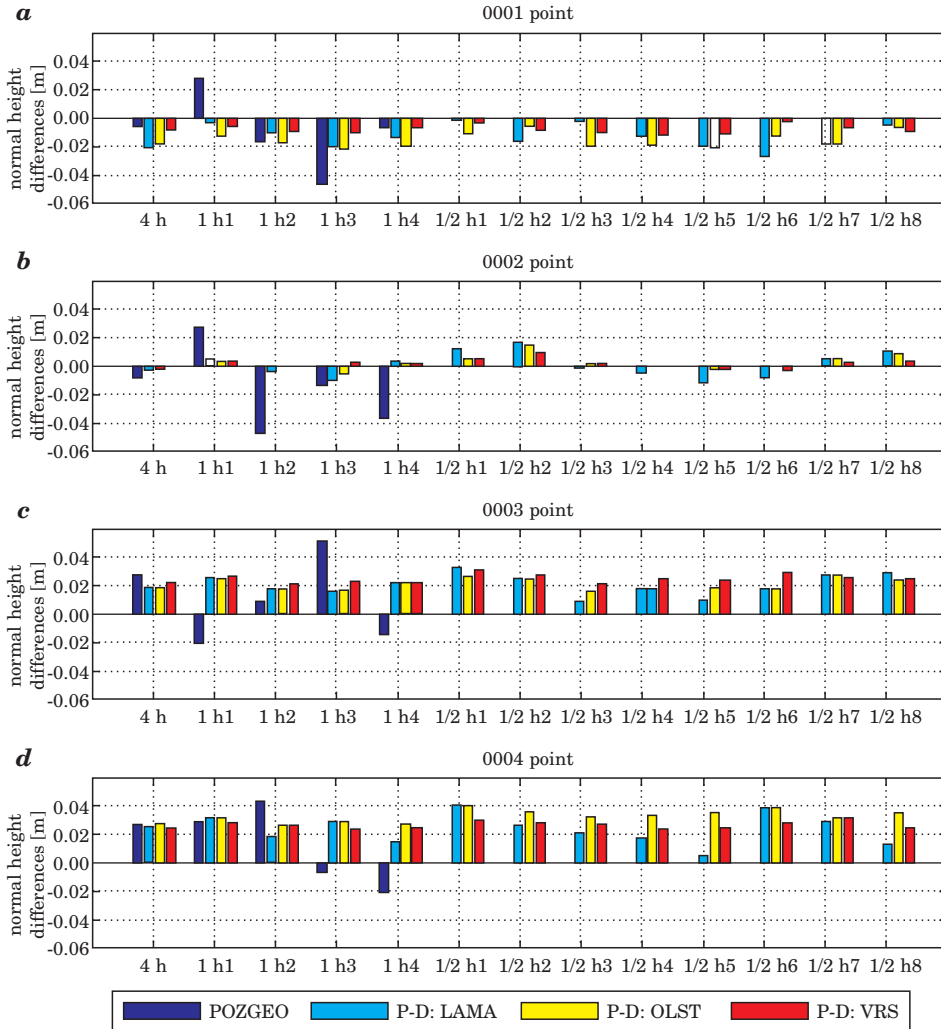 a
0001 point
normal height
differences [m]
0.04
0.02
0.00
-0.02
-0.04
-0.06
4 h 1 h1 1 h2 1 h3 1 h4 1/2 h1 1/2 h2 1/2 h3 1/2 h4 1/2 h5 1/2 h6 1/2 h7 1/2 h8
b
0002 point
normal height
differences [m]
0.04
0.02
0.00
-0.02
-0.04
-0.06
4 h 1 h1 1 h2 1 h3 1 h4 1/2 h1 1/2 h2 1/2 h3 1/2 h4 1/2 h5 1/2 h6 1/2 h7 1/2 h8
c
0003 point
normal height
differences [m]
0.04
0.02
0.00
-0.02
-0.04
-0.06
4 h 1 h1 1 h2 1 h3 1 h4 1/2 h1 1/2 h2 1/2 h3 1/2 h4 1/2 h5 1/2 h6 1/2 h7 1/2 h8
d
0004 point
normal height
differences [m]
0.04
0.02
0.00
-0.02
-0.04
-0.06
4 h 1 h1 1 h2 1 h3 1 h4 1/2 h1 1/2 h2 1/2 h3 1/2 h4 1/2 h5 1/2 h6 1/2 h7 1/2 h8
POZGEO P-D: LAMA P-D: OLST P-D: VRS